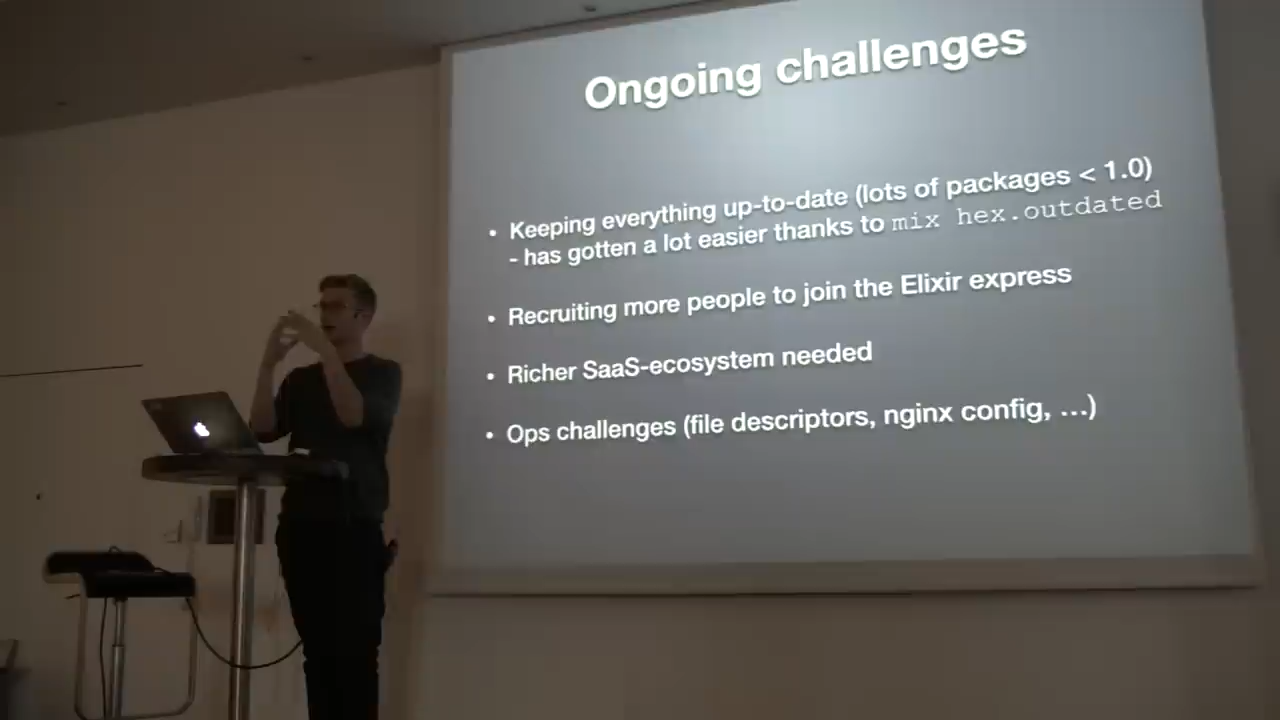 Ongoing challenges
• Keeping everything up-to-date (lots of packages < 1.0)
- has gotten a lot easier thanks to mix hex.outdated
• Recruiting more people to join the Elixir express
• Richer SaaS-ecosystem needed
• Ops challenges (file descriptors, nginx config, …)